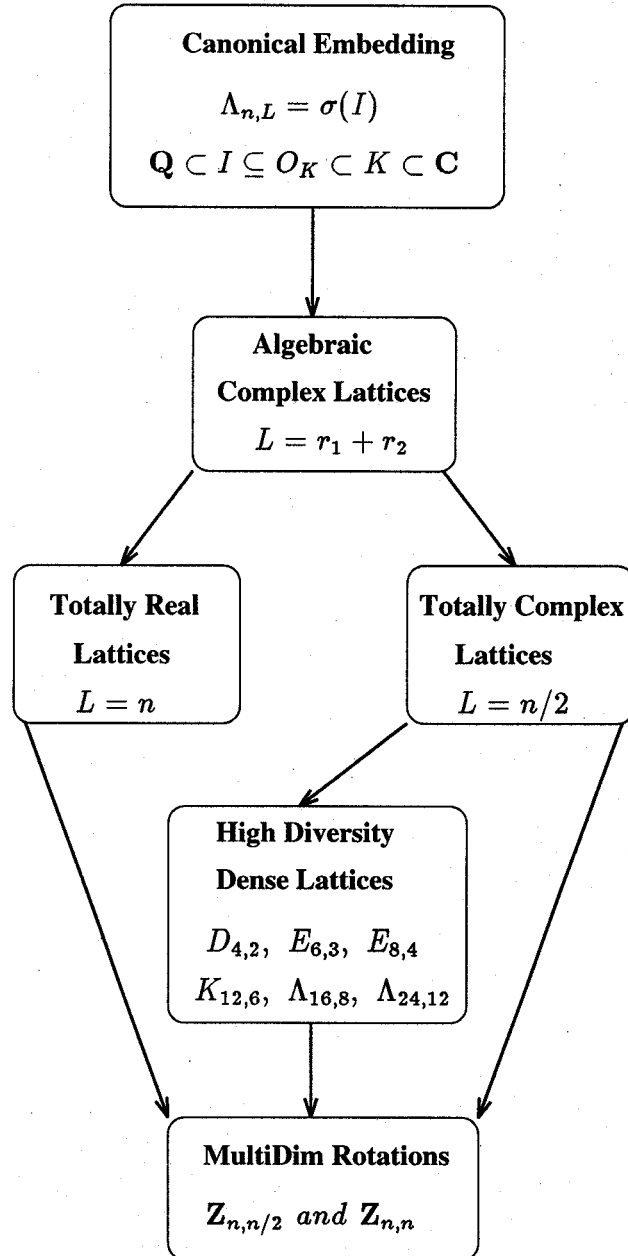 Canonical Embedding
Λ_{n,L} = σ(I)
Q ⊂ I ⊆ O_K ⊂ K ⊂ C
Algebraic
Complex Lattices
L = r_1 + r_2
Totally Real
Lattices
L = n
Totally Complex
Lattices
L = n/2
High Diversity
Dense Lattices
D_{4,2}, E_{6,3}, E_{8,4}
K_{12,6}, Λ_{16,8}, Λ_{24,12}
MultiDim Rotations
Z_{n,n/2} and Z_{n,n}